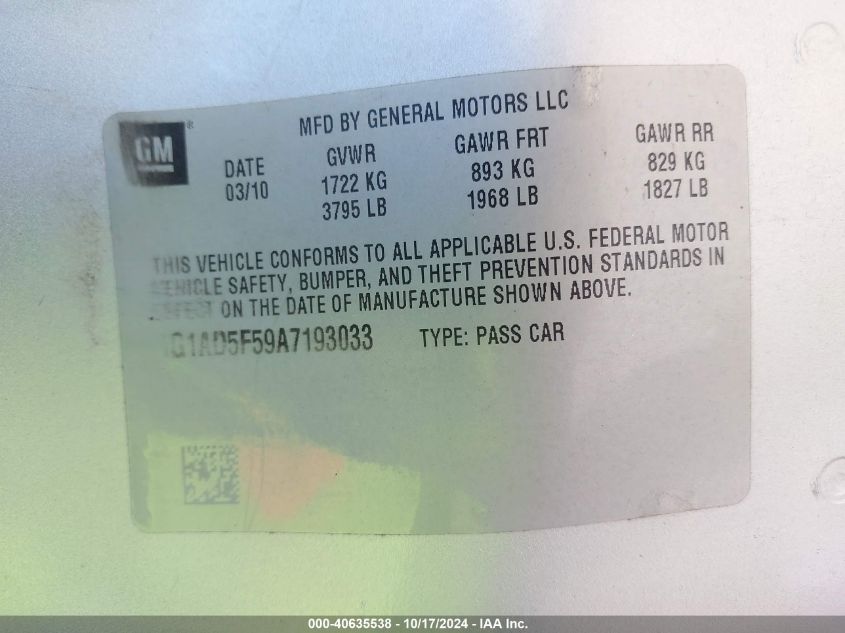 MFD BY GENERAL MOTORS LLC
GM®
DATE GVWR GAWR FRT GAWR RR
03/10 1722 KG 893 KG 829 KG
3795 LB 1968 LB 1827 LB
THIS VEHICLE CONFORMS TO ALL APPLICABLE U.S. FEDERAL MOTOR
VEHICLE SAFETY, BUMPER, AND THEFT PREVENTION STANDARDS IN
EFFECT ON THE DATE OF MANUFACTURE SHOWN ABOVE.
G1AD5F59A7193033 TYPE: PASS CAR
000-40635538 - 10/17/2024 - IAA Inc.